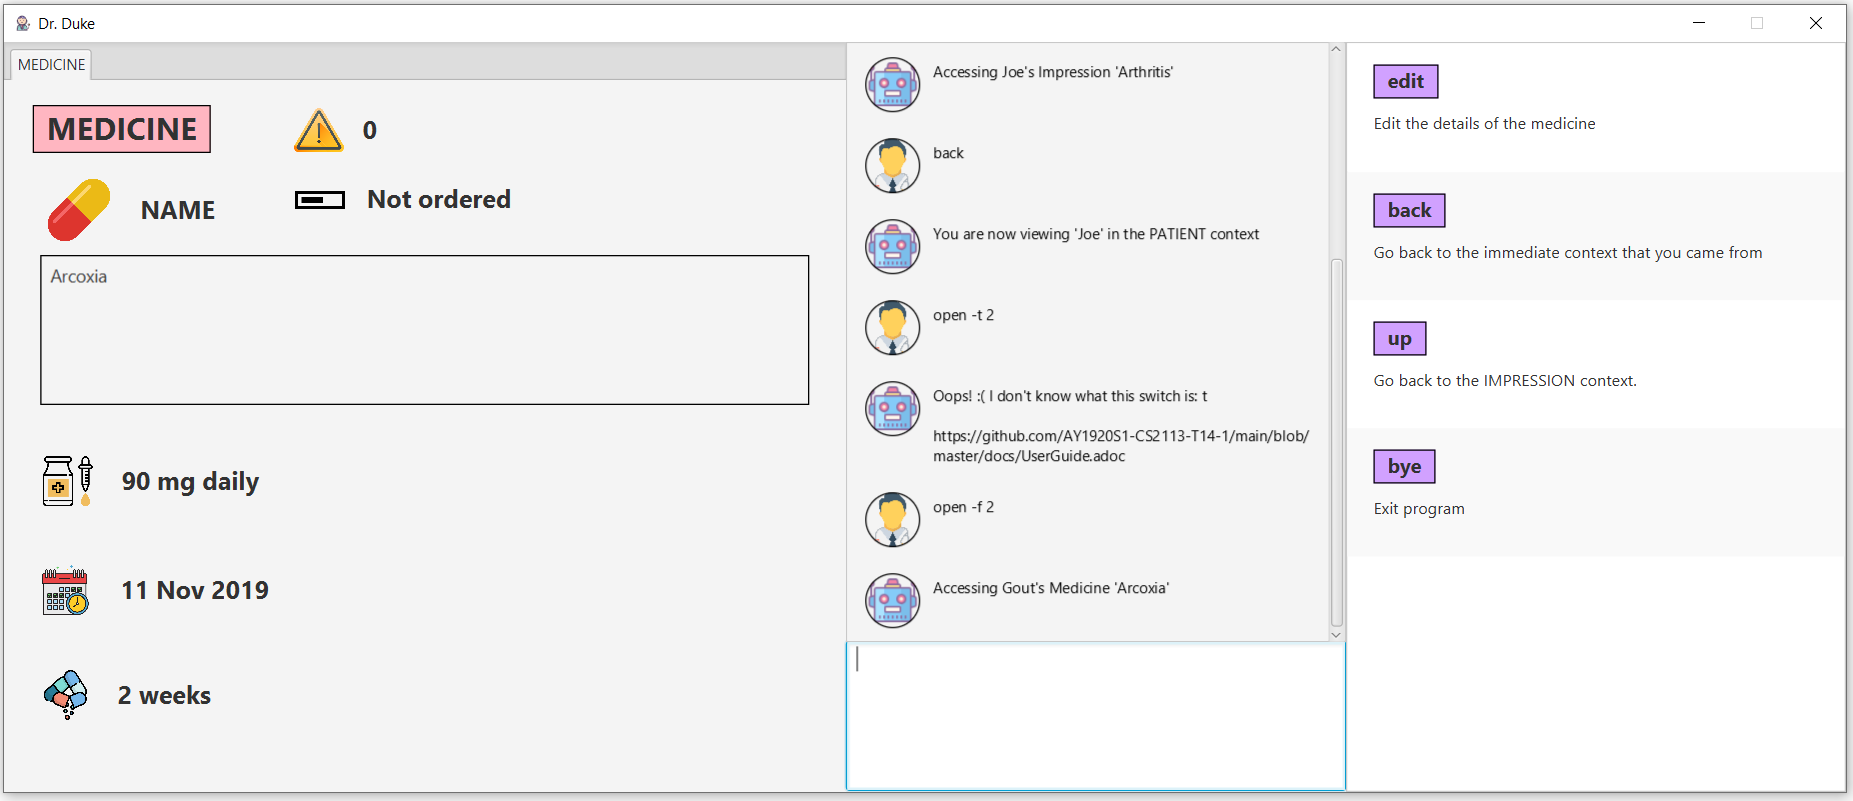 Dr. Duke
MEDICINE
MEDICINE
0
NAME
Not ordered
Arcoxia
90 mg daily
11 Nov 2019
2 weeks
Accessing Joe's Impression 'Arthritis'
back
You are now viewing 'Joe' in the PATIENT context
open -t 2
Oops! :( I don't know what this switch is: t
https://github.com/AY1920S1-CS2113-T14-1/main/blob/
master/docs/UserGuide.adoc
open -f 2
Accessing Gout's Medicine 'Arcoxia'
edit
Edit the details of the medicine
back
Go back to the immediate context that you came from
up
Go back to the IMPRESSION context.
bye
Exit program